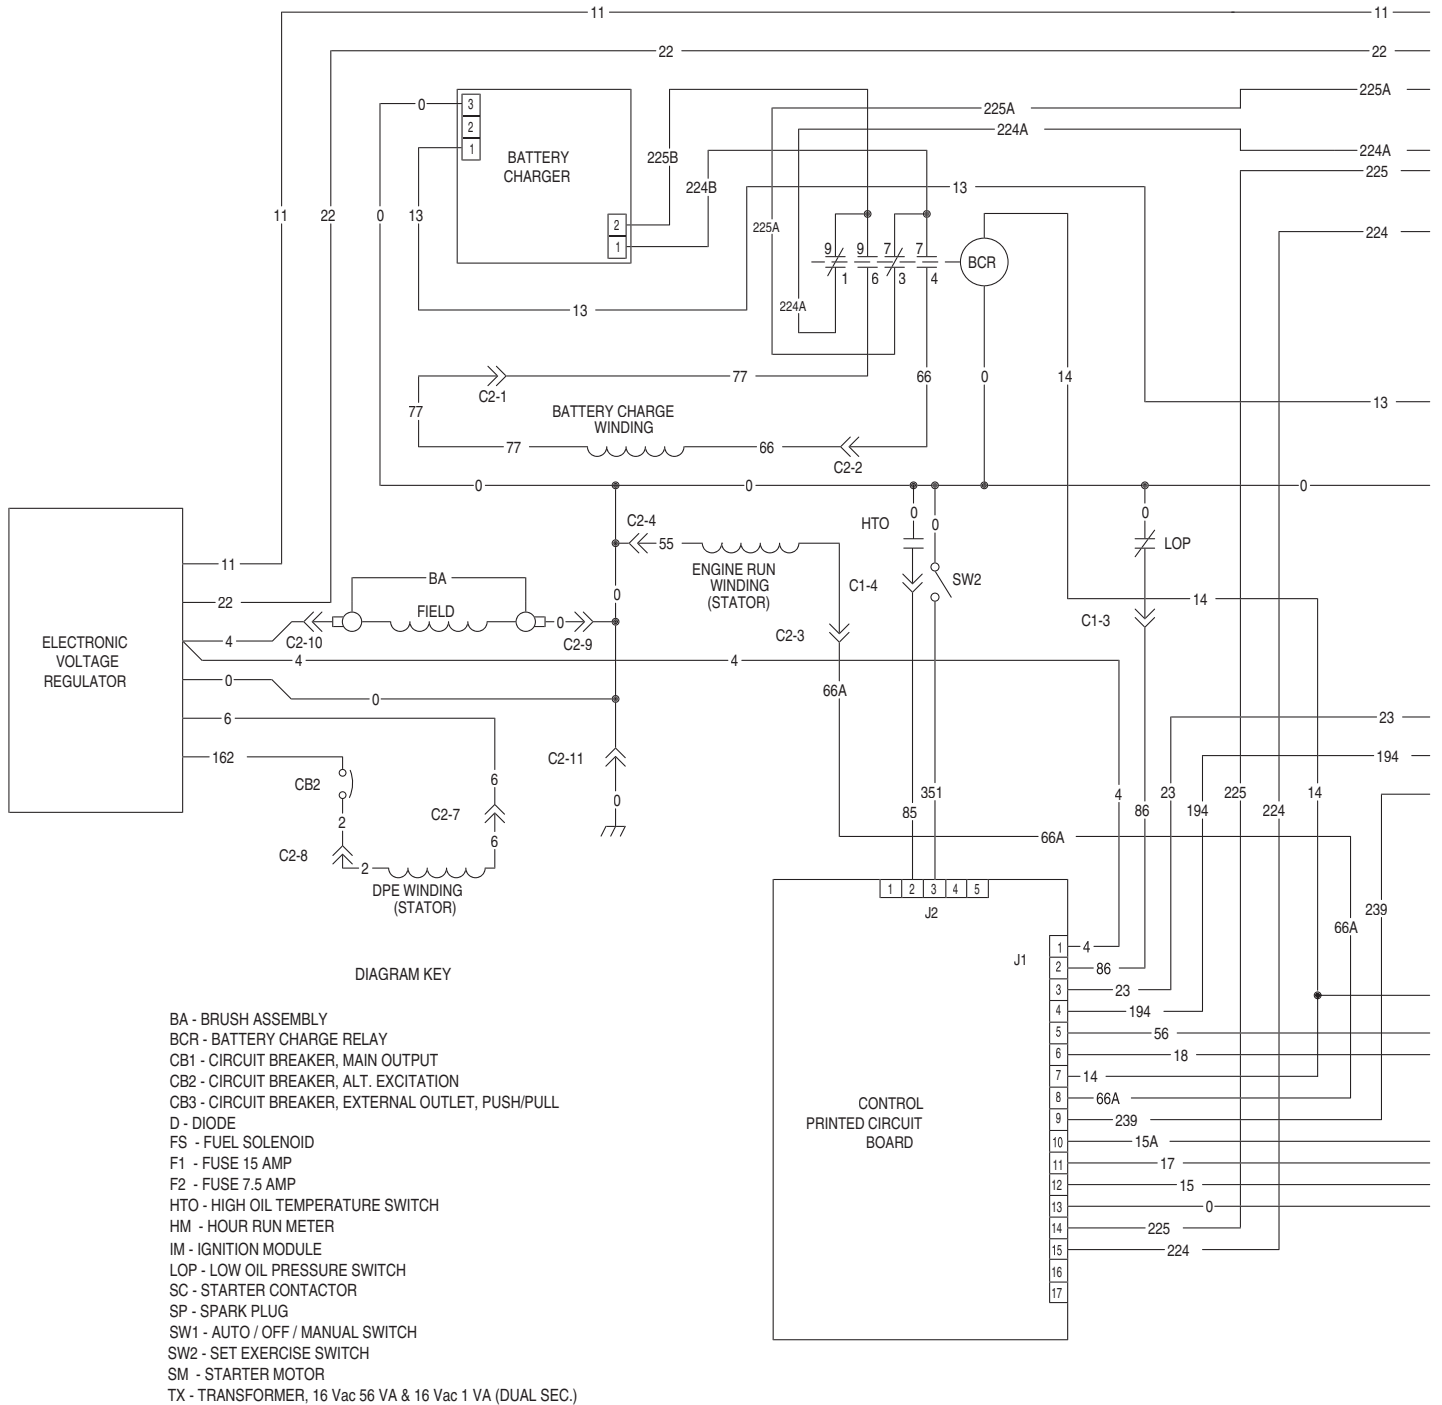 11 11
22 22
225A
225A
224A
224A
225
0 3
2
1
BATTERY
CHARGER
225B
224B
13
11 22 0 13
2
1
225A
224
9 9 7 7
BCR
1 6 3 4
224A
13
77
C2-1
77
66
0
14
13
BATTERY CHARGE
WINDING
77
66
C2-2
0 0 0
C2-4
55
ENGINE RUN
WINDING
(STATOR)
HTO
0 0
SW2
0
LOP
11
22
BA
FIELD
0
0
C1-4
14
C1-3
4
C2-10
C2-9
C2-3
ELECTRONIC
VOLTAGE
REGULATOR
4
4
0
0
66A
6
23
162
CB2
C2-11
194
6
C2-7
0
351
85
4
86
23
194
225
224
14
2
C2-8
6
2
DPE WINDING
(STATOR)
66A
1 2 3 4 5
J2
239
66A
J1
1 4
2 86
3 23
4 194
5 56
6 18
7 14
8 66A
9 239
10 15A
11 17
12 15
13 0
14 225
15 224
16
17
CONTROL
PRINTED CIRCUIT
BOARD
DIAGRAM KEY
BA - BRUSH ASSEMBLY
BCR - BATTERY CHARGE RELAY
CB1 - CIRCUIT BREAKER, MAIN OUTPUT
CB2 - CIRCUIT BREAKER, ALT. EXCITATION
CB3 - CIRCUIT BREAKER, EXTERNAL OUTLET, PUSH/PULL
D - DIODE
FS - FUEL SOLENOID
F1 - FUSE 15 AMP
F2 - FUSE 7.5 AMP
HTO - HIGH OIL TEMPERATURE SWITCH
HM - HOUR RUN METER
IM - IGNITION MODULE
LOP - LOW OIL PRESSURE SWITCH
SC - STARTER CONTACTOR
SP - SPARK PLUG
SW1 - AUTO / OFF / MANUAL SWITCH
SW2 - SET EXERCISE SWITCH
SM - STARTER MOTOR
TX - TRANSFORMER, 16 Vac 56 VA & 16 Vac 1 VA (DUAL SEC.)